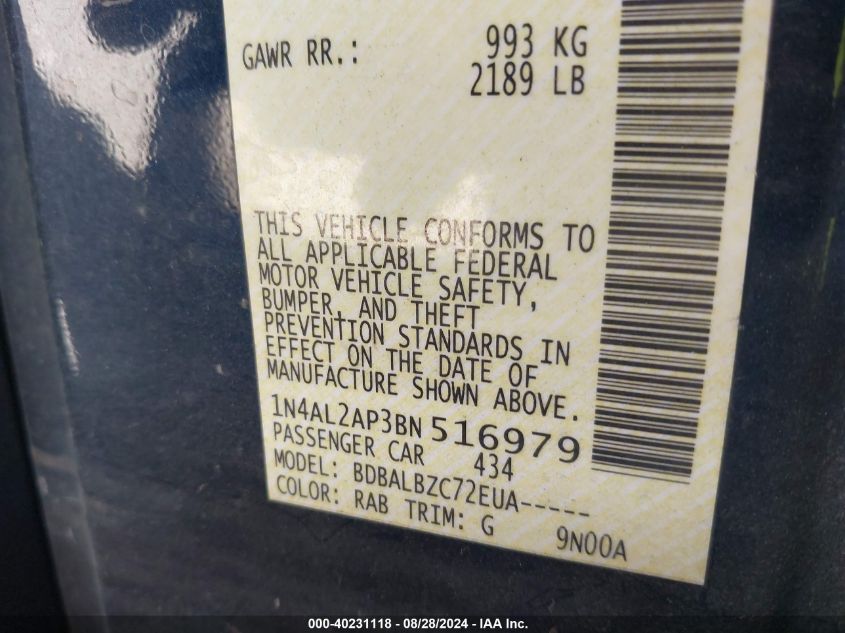 GAWR RR.: 993 KG
2189 LB
THIS VEHICLE CONFORMS TO
ALL APPLICABLE FEDERAL
MOTOR VEHICLE SAFETY,
BUMPER, AND THEFT
PREVENTION STANDARDS IN
EFFECT ON THE DATE OF
MANUFACTURE SHOWN ABOVE.
1N4AL2AP3BN516979
PASSENGER CAR 434
MODEL: BDBALBZC72EUA-----
COLOR: RAB TRIM: G 9N00A
000-40231118 - 08/28/2024 - IAA Inc.